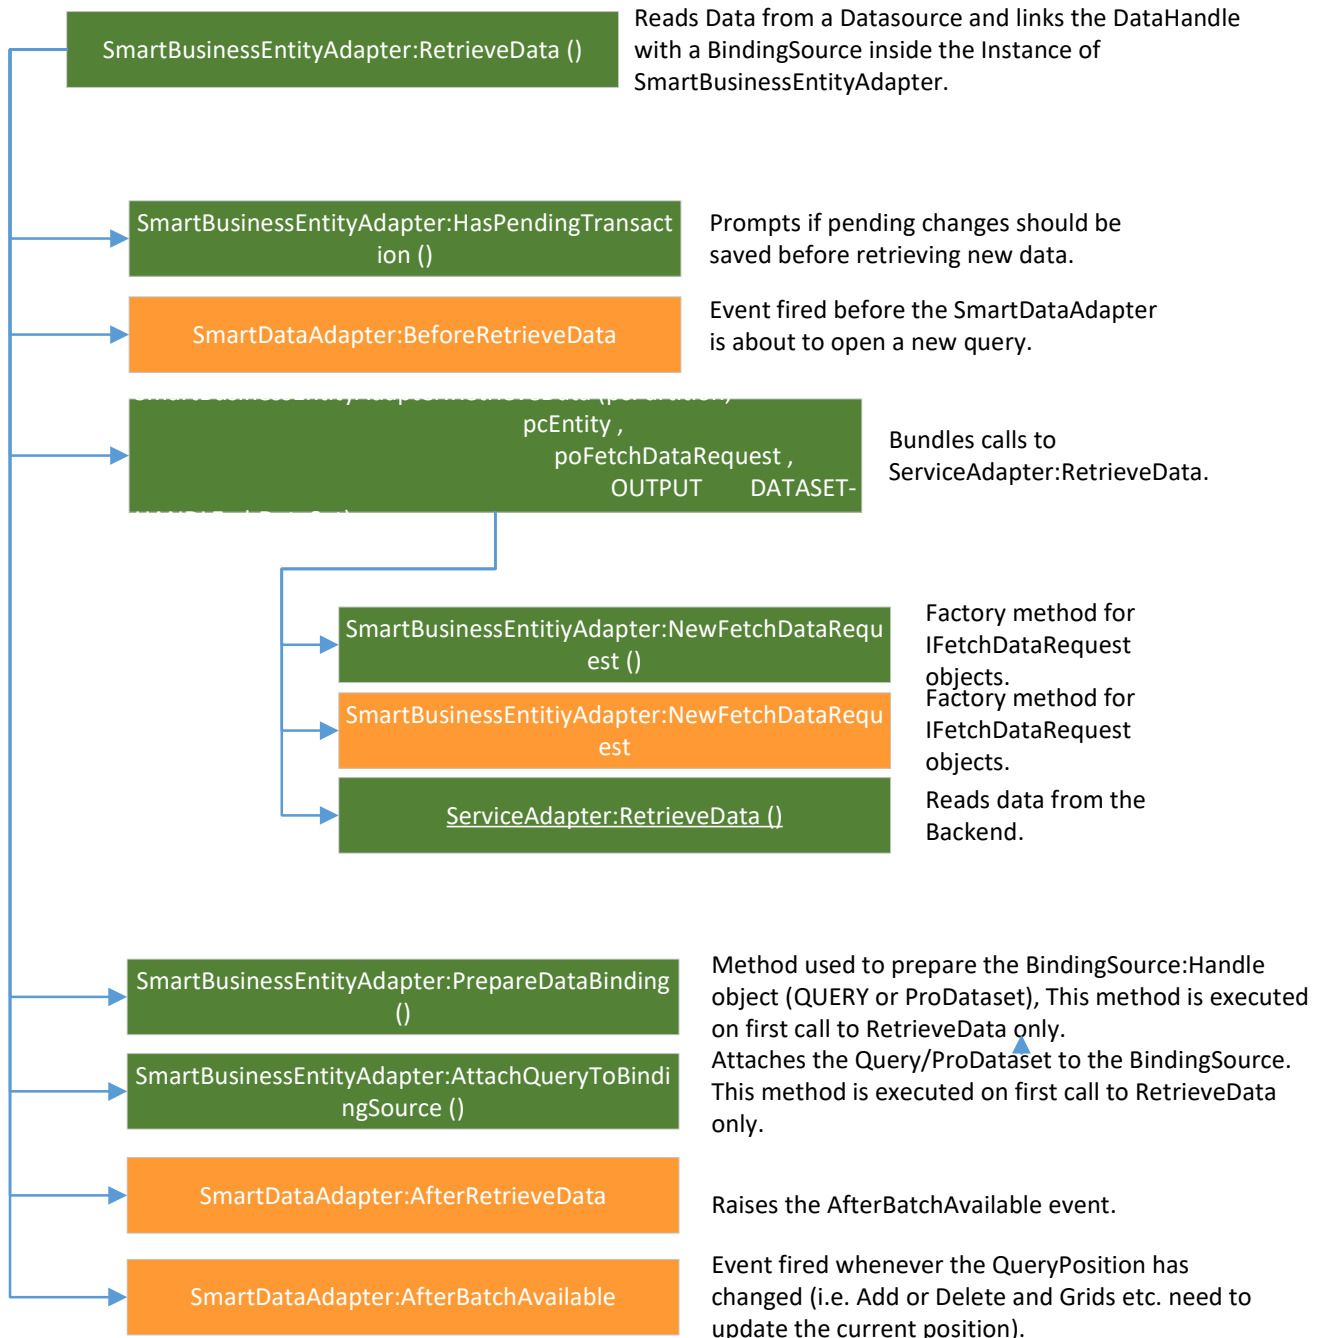 SmartBusinessEntityAdapter:RetrieveData ()
Reads Data from a Datasource and links the DataHandle
with a BindingSource inside the Instance of
SmartBusinessEntityAdapter.
SmartBusinessEntityAdapter:HasPendingTransact
ion ()
Prompts if pending changes should be
saved before retrieving new data.
SmartDataAdapter:BeforeRetrieveData
Event fired before the SmartDataAdapter
is about to open a new query.
SmartBusinessEntityAdapter:RetrieveData (pcPartition,
pcEntity ,
poFetchDataRequest ,
OUTPUT DATASET-
Bundles calls to
ServiceAdapter:RetrieveData.
SmartBusinessEntitiyAdapter:NewFetchDataRequ
est ()
Factory method for
IFetchDataRequest
objects.
SmartBusinessEntitiyAdapter:NewFetchDataRequ
est
Factory method for
IFetchDataRequest
objects.
ServiceAdapter:RetrieveData ()
Reads data from the
Backend.
SmartBusinessEntityAdapter:PrepareDataBinding
()
Method used to prepare the BindingSource:Handle
object (QUERY or ProDataset), This method is executed
on first call to RetrieveData only.
SmartBusinessEntityAdapter:AttachQueryToBindi
ngSource ()
Attaches the Query/ProDataset to the BindingSource.
This method is executed on first call to RetrieveData
only.
SmartDataAdapter:AfterRetrieveData
Raises the AfterBatchAvailable event.
SmartDataAdapter:AfterBatchAvailable
Event fired whenever the QueryPosition has
changed (i.e. Add or Delete and Grids etc. need to
update the current position).